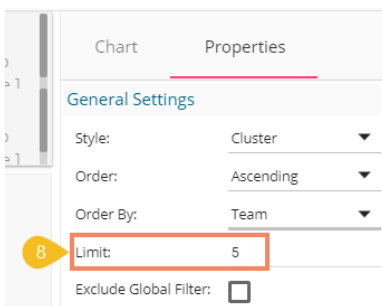 Chart Properties
General Settings
Style: Cluster
Order: Ascending
Order By: Team
8 Limit: 5
Exclude Global Filter: